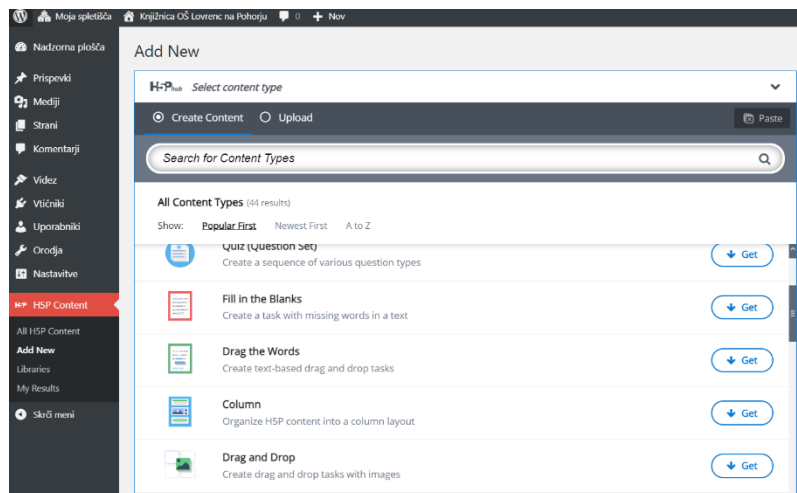 Moja spletišča Knjižnica OŠ Lovrenc na Pohorju 0 + Nov
Nadzorna plošča
Prispevki
Mediji
Strani
Komentarji
Videz
Vtičniki
Uporabniki
Orodja
Nastavitve
H5P H5P Content
All H5P Content
Add New
Libraries
My Results
Skrči meni
Add New
H5P hub Select content type
Create Content Upload Paste
Search for Content Types
All Content Types (44 results)
Show: Popular First Newest First A to Z
Quiz (Question Set)
Create a sequence of various question types
Get
Fill in the Blanks
Create a task with missing words in a text
Get
Drag the Words
Create text-based drag and drop tasks
Get
Column
Organize H5P content into a column layout
Get
Drag and Drop
Create drag and drop tasks with images
Get